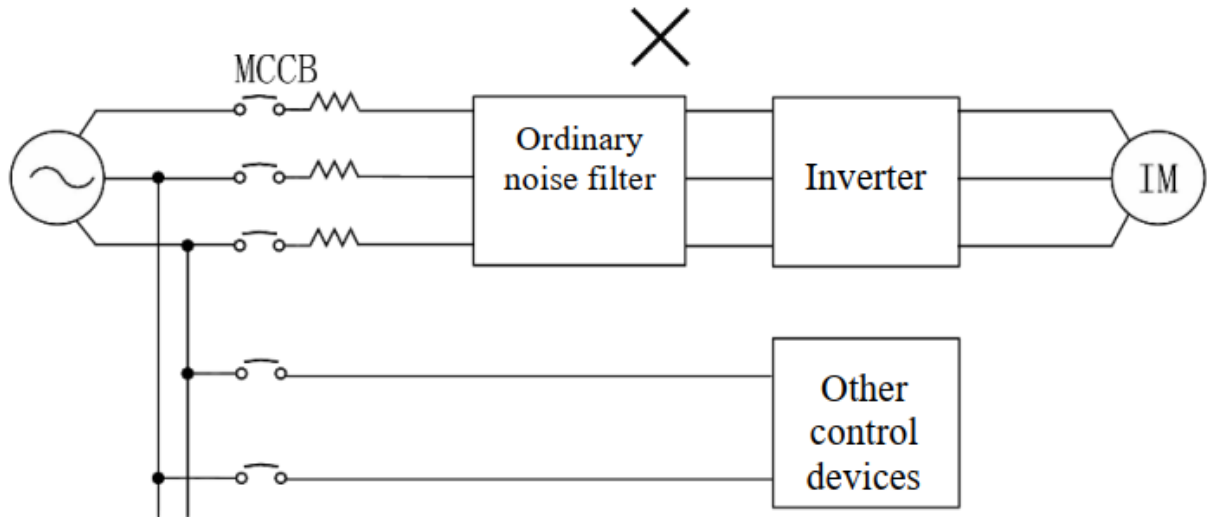 MCCB
Ordinary
noise filter
Inverter
IM
Other
control
devices